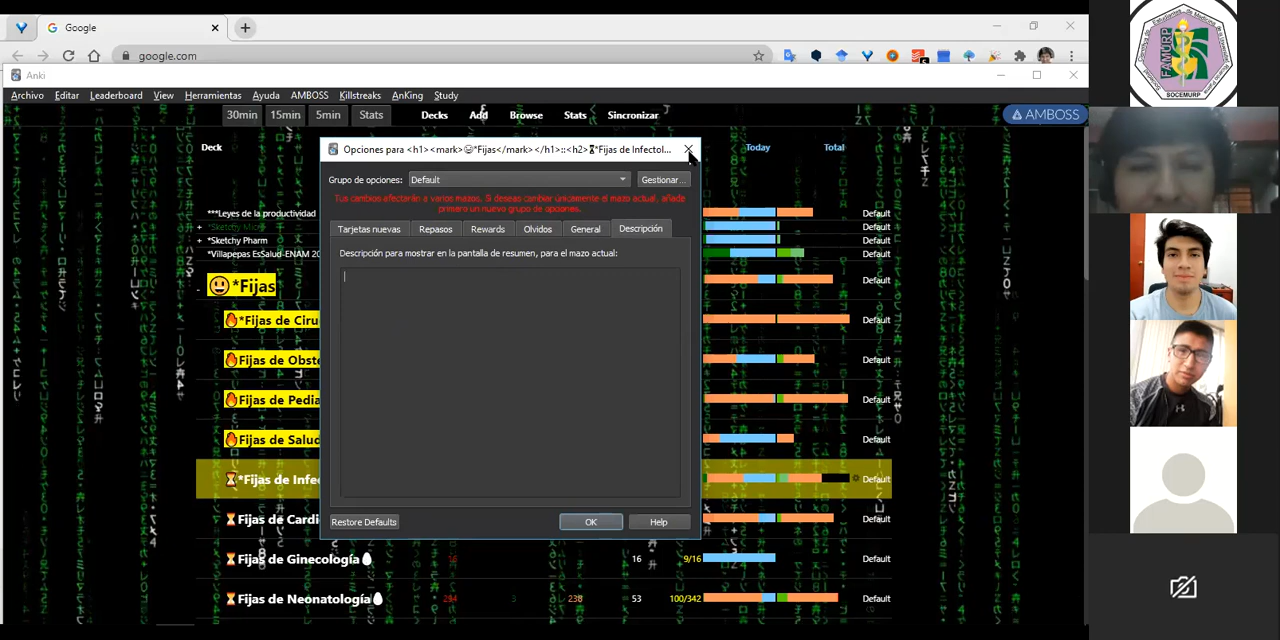 Google
google.com
Anki
Archivo Editar Leaderboard View Herramientas Ayuda AMBOSS Killstreaks AnKing Study
30min 15min 5min Stats Decks Add Browse Stats Sincronizar
AMBOSS
Deck
Today Total
Opciones para <h1><mark>😀*Fijas</mark></h1>::<h2>⌛*Fijas de Infectol...
Grupo de opciones: Default Gestionar...
Tus cambios afectarán a varios mazos. Si deseas cambiar únicamente el mazo actual, añade
primero un nuevo grupo de opciones.
Tarjetas nuevas Repasos Rewards Olvidos General Descripción
Descripción para mostrar en la pantalla de resumen, para el mazo actual:
Restore Defaults OK Help
***Leyes de la productividad Default
+ *Sketchy Micro Default
+ *Sketchy Pharm Default
*Villapepas EsSalud-ENAM 20 Default
- 😀*Fijas Default
🔥*Fijas de Ciru Default
🔥Fijas de Obste Default
🔥Fijas de Pedia Default
🔥Fijas de Salud Default
⌛*Fijas de Infec Default
⌛Fijas de Cardi Default
⌛Fijas de Ginecología 16 16 9/16 Default
⌛Fijas de Neonatología 3 238 53 100/342 Default
FAMURP
SOCEMURP